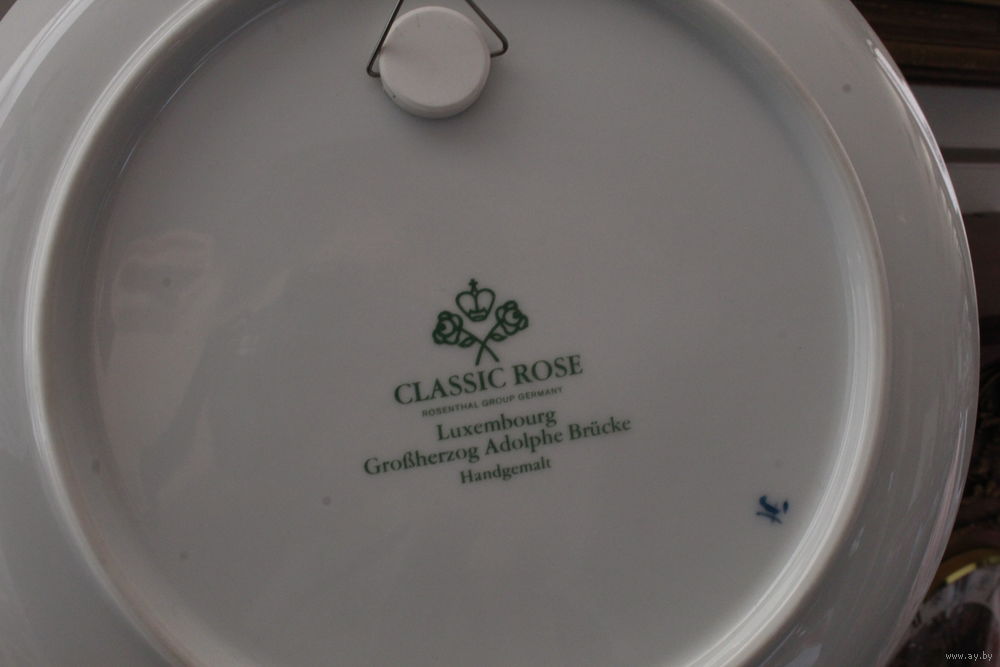 CLASSIC ROSE
ROSENTHAL GROUP GERMANY
Luxembourg
Großherzog Adolphe Brücke
Handgemalt
www.ay.by